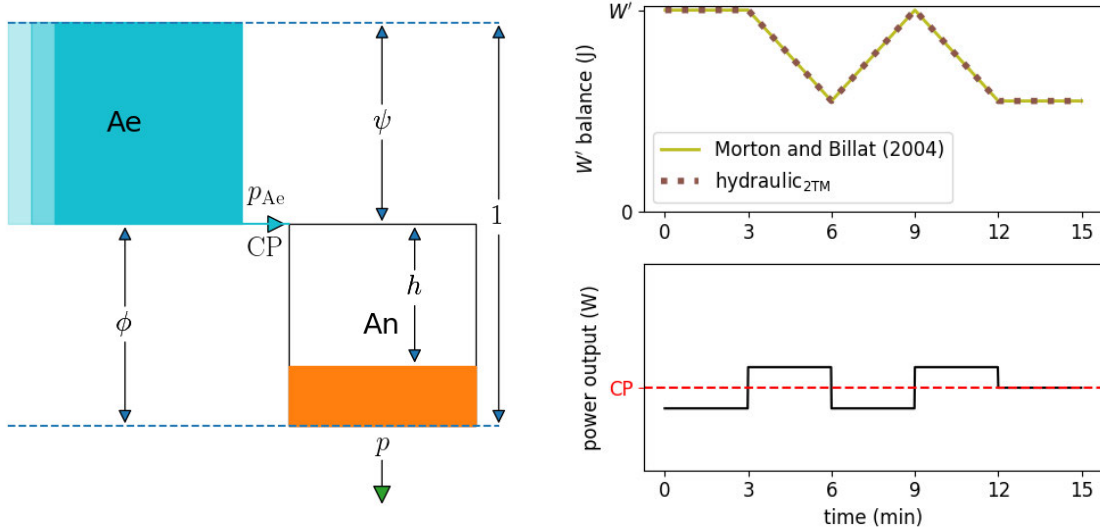 Ae
ψ
p_Ae
CP
1
h
ϕ
An
p
W′
W′ balance (J)
0
Morton and Billat (2004)
hydraulic_2TM
0 3 6 9 12 15
power output (W)
CP
0 3 6 9 12 15
time (min)